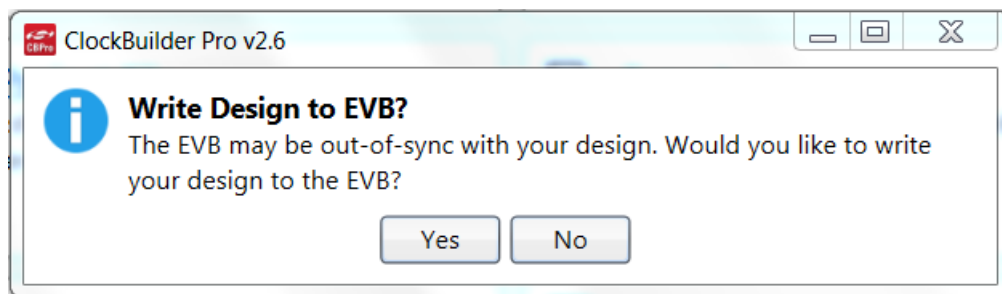 CBPro ClockBuilder Pro v2.6
Write Design to EVB?
The EVB may be out-of-sync with your design. Would you like to write
your design to the EVB?
Yes No